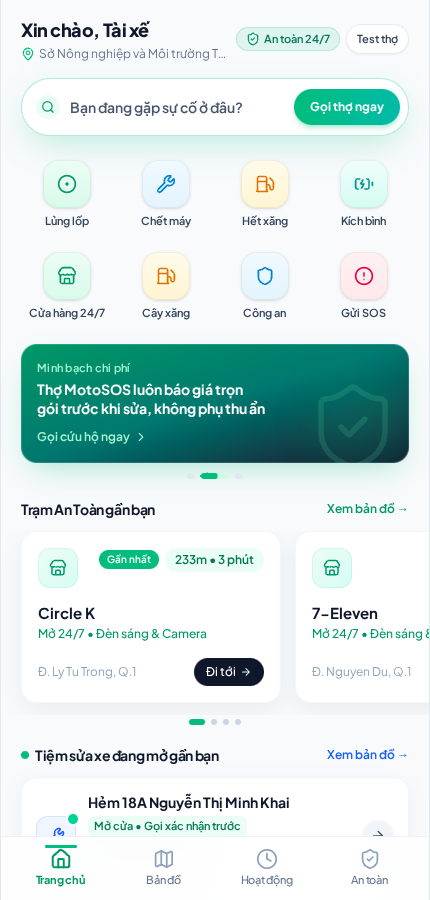 Xin chào, Tài xế
Sở Nông nghiệp và Môi trường T...
An toàn 24/7
Test thợ
Bạn đang gặp sự cố ở đâu?
Gọi thợ ngay
Lủng lốp
Chết máy
Hết xăng
Kích bình
Cửa hàng 24/7
Cây xăng
Công an
Gửi SOS
Minh bạch chi phí
Thợ MotoSOS luôn báo giá trọn
gói trước khi sửa, không phụ thu ẩn
Gọi cứu hộ ngay
Trạm An Toàn gần bạn
Xem bản đồ →
Gần nhất
233m • 3 phút
Circle K
Mở 24/7 • Đèn sáng & Camera
Đ. Ly Tu Trong, Q.1
Đi tới →
7-Eleven
Mở 24/7 • Đèn sáng &
Đ. Nguyen Du, Q.1
Tiệm sửa xe đang mở gần bạn
Xem bản đồ →
Hẻm 18A Nguyễn Thị Minh Khai
Mở cửa • Gọi xác nhận trước
Trang chủ
Bản đồ
Hoạt động
An toàn